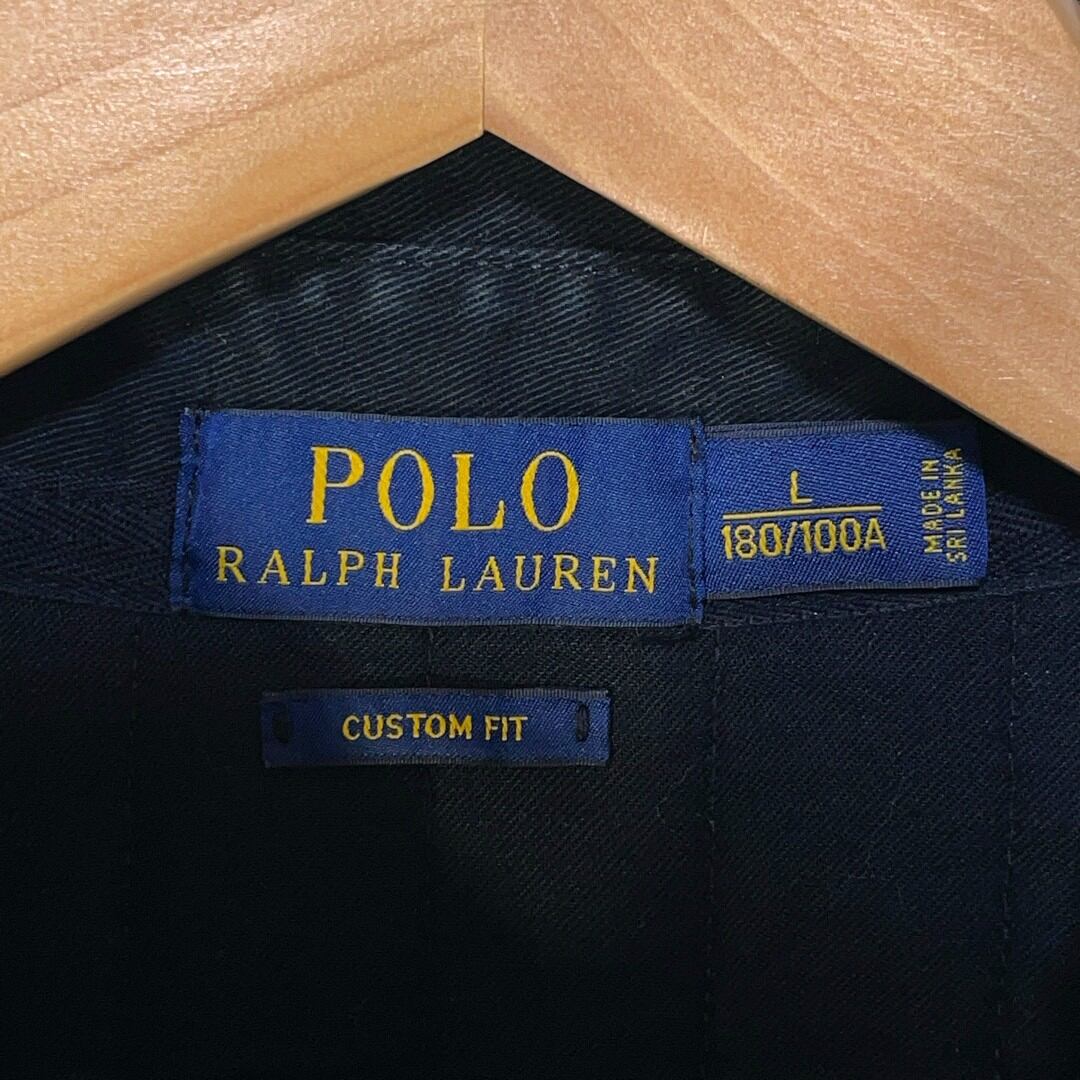 POLO
RALPH LAUREN
L
180/100A
MADE IN
SRI LANKA
CUSTOM FIT